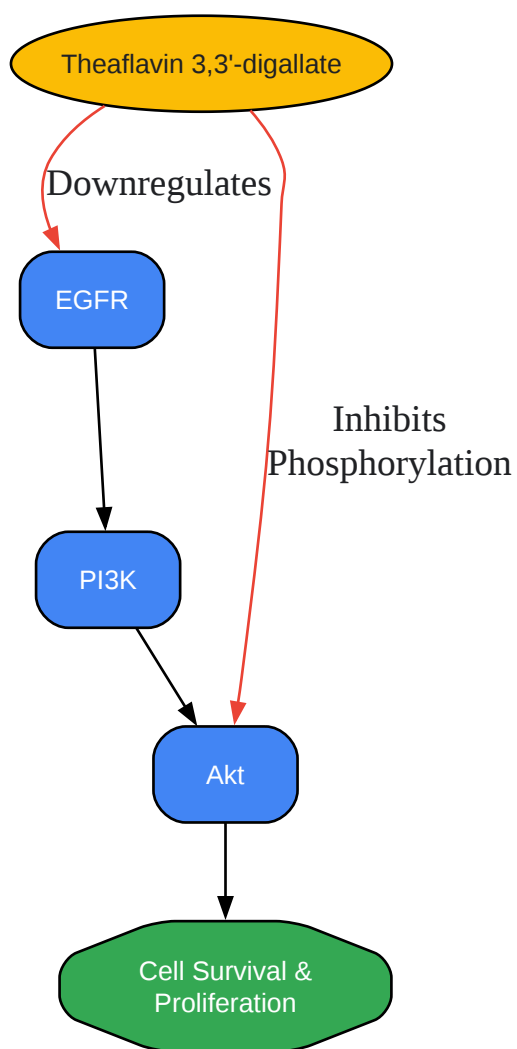 Theaflavin 3,3'-digallate
Downregulates
EGFR
Inhibits
Phosphorylation
PI3K
Akt
Cell Survival &
Proliferation